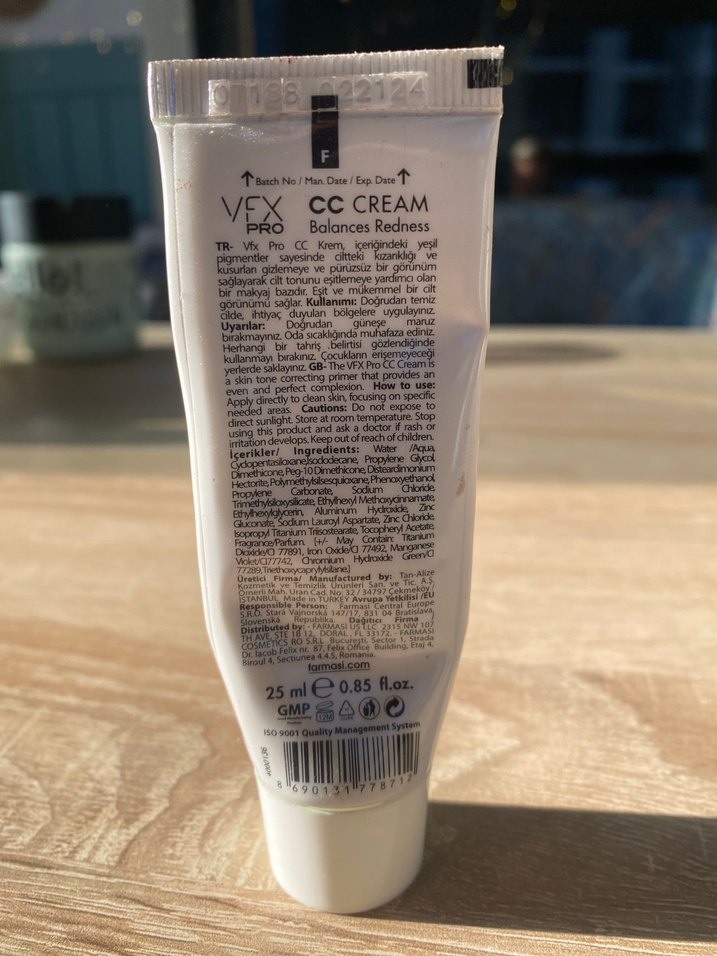 07188 022124
F
Batch No / Man. Date / Exp. Date
VFX PRO
CC CREAM
Balances Redness
TR- Vfx Pro CC Krem, içeriğindeki yeşil
pigmentler sayesinde ciltteki kızarıklığı ve
kusurları gizlemeye ve pürüzsüz bir görünüm
sağlayarak cilt tonunu eşitlemeye yardımcı olan
bir makyaj bazıdır. Eşit ve mükemmel bir cilt
görünümü sağlar. Kullanımı: Doğrudan temiz
cilde, ihtiyaç duyulan bölgelere uygulayınız.
Uyarılar: Doğrudan güneşe maruz
bırakmayınız. Oda sıcaklığında muhafaza ediniz.
Herhangi bir tahriş .belirtisi gözlendiğinde
kullanmayı bırakınız. Çocukların erişemeyeceği
yerlerde saklayınız. GB- The VFX Pro CC Cream is
a skin tone correcting primer that provides an
even and perfect complexion. How to use:
Apply directly to clean skin, focusing on specific
needed areas. Cautions: Do not expose to
direct sunlight. Store at room temperature. Stop
using this product and ask a doctor if rash or
irritation develops. Keep out of reach of children.
İçerikler/ Ingredients: Water /Aqua,
Cyclopentasiloxane,Isododecane, Propylene Glycol,
Dimethicone, Peg-10 Dimethicone, Disteardimonium
Hectorite,Polymethylsilsesquioxane,Phenoxyethanol,
Propylene Carbonate, Sodium Chloride,
Trimethylsiloxysilicate, Ethylhexyl Methoxycinnamate,
Ethylhexylglycerin, Aluminum Hydroxide, Zinc
Gluconate, Sodium Lauroyl Aspartate, Zinc Chloride,
Isopropyl Titanium Triisostearate, Tocopheryl Acetate,
Fragrance/Parfum. [+/- May Contain: Titanium
Dioxide/CI 77891, Iron Oxide/CI 77492, Manganese
Violet/CI77742, Chromium Hydroxide Green/CI
77289,Triethoxycaprylylsilane.]
Üretici Firma/ Manufactured by: Tan-Alize
Kozmetik ve Temizlik Ürünleri San. ve Tic. A.Ş.
Ömerli Mah. Uran Cad. No: 32 / 34797 Çekmeköy /
İSTANBUL Made in TURKEY Avrupa Yetkilisi /EU
Responsible Person: Farmasi Central Europe
S.R.O. Stará Vajnorská 147/17, 831 04 Bratislava,
Slovenská Republika. Dağıtıcı Firma /
Distributed by: - FARMASI US LLC 2315 NW 107
TH AVE, STE 1B 12, DORAL , FL 33172. - FARMASI
COSMETICS RO S.R.L Bucureşti, Sector 1, Strada
Dr. Iacob Felix nr. 87, Felix Office Building, Etaj 4,
Biroul 4, Sectiunea 4.4.5, Romania.
farmasi.com
25 ml e 0.85 fl.oz.
GMP
12M
ISO 9001 Quality Management System
4000136
8 690131 778712